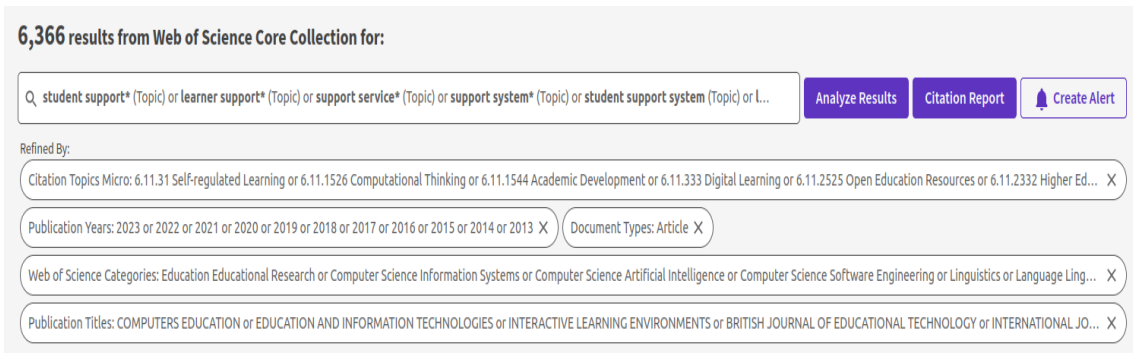 6,366 results from Web of Science Core Collection for:
student support* (Topic) or learner support* (Topic) or support service* (Topic) or support system* (Topic) or student support system (Topic) or l...
Analyze Results
Citation Report
Create Alert
Refined By:
Citation Topics Micro: 6.11.31 Self-regulated Learning or 6.11.1526 Computational Thinking or 6.11.1544 Academic Development or 6.11.333 Digital Learning or 6.11.2525 Open Education Resources or 6.11.2332 Higher Ed... X
Publication Years: 2023 or 2022 or 2021 or 2020 or 2019 or 2018 or 2017 or 2016 or 2015 or 2014 or 2013 X
Document Types: Article X
Web of Science Categories: Education Educational Research or Computer Science Information Systems or Computer Science Artificial Intelligence or Computer Science Software Engineering or Linguistics or Language Ling... X
Publication Titles: COMPUTERS EDUCATION or EDUCATION AND INFORMATION TECHNOLOGIES or INTERACTIVE LEARNING ENVIRONMENTS or BRITISH JOURNAL OF EDUCATIONAL TECHNOLOGY or INTERNATIONAL JO... X